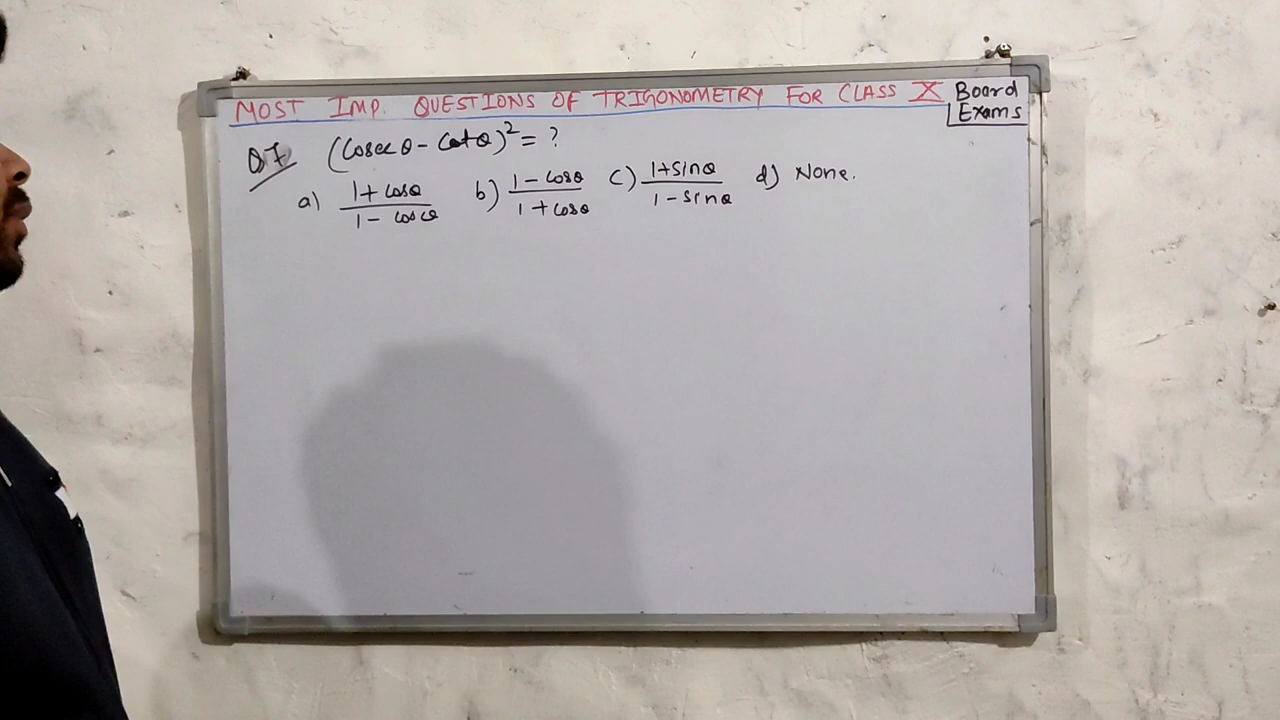 MOST IMP. QUESTIONS OF TRIGONOMETRY FOR CLASS X Board Exams
Q7 (Cosec θ - Cot θ)² = ?
a) 1 + cosθ / 1 - cosθ b) 1 - cosθ / 1 + cosθ c) 1 + sinθ / 1 - sinθ d) None.